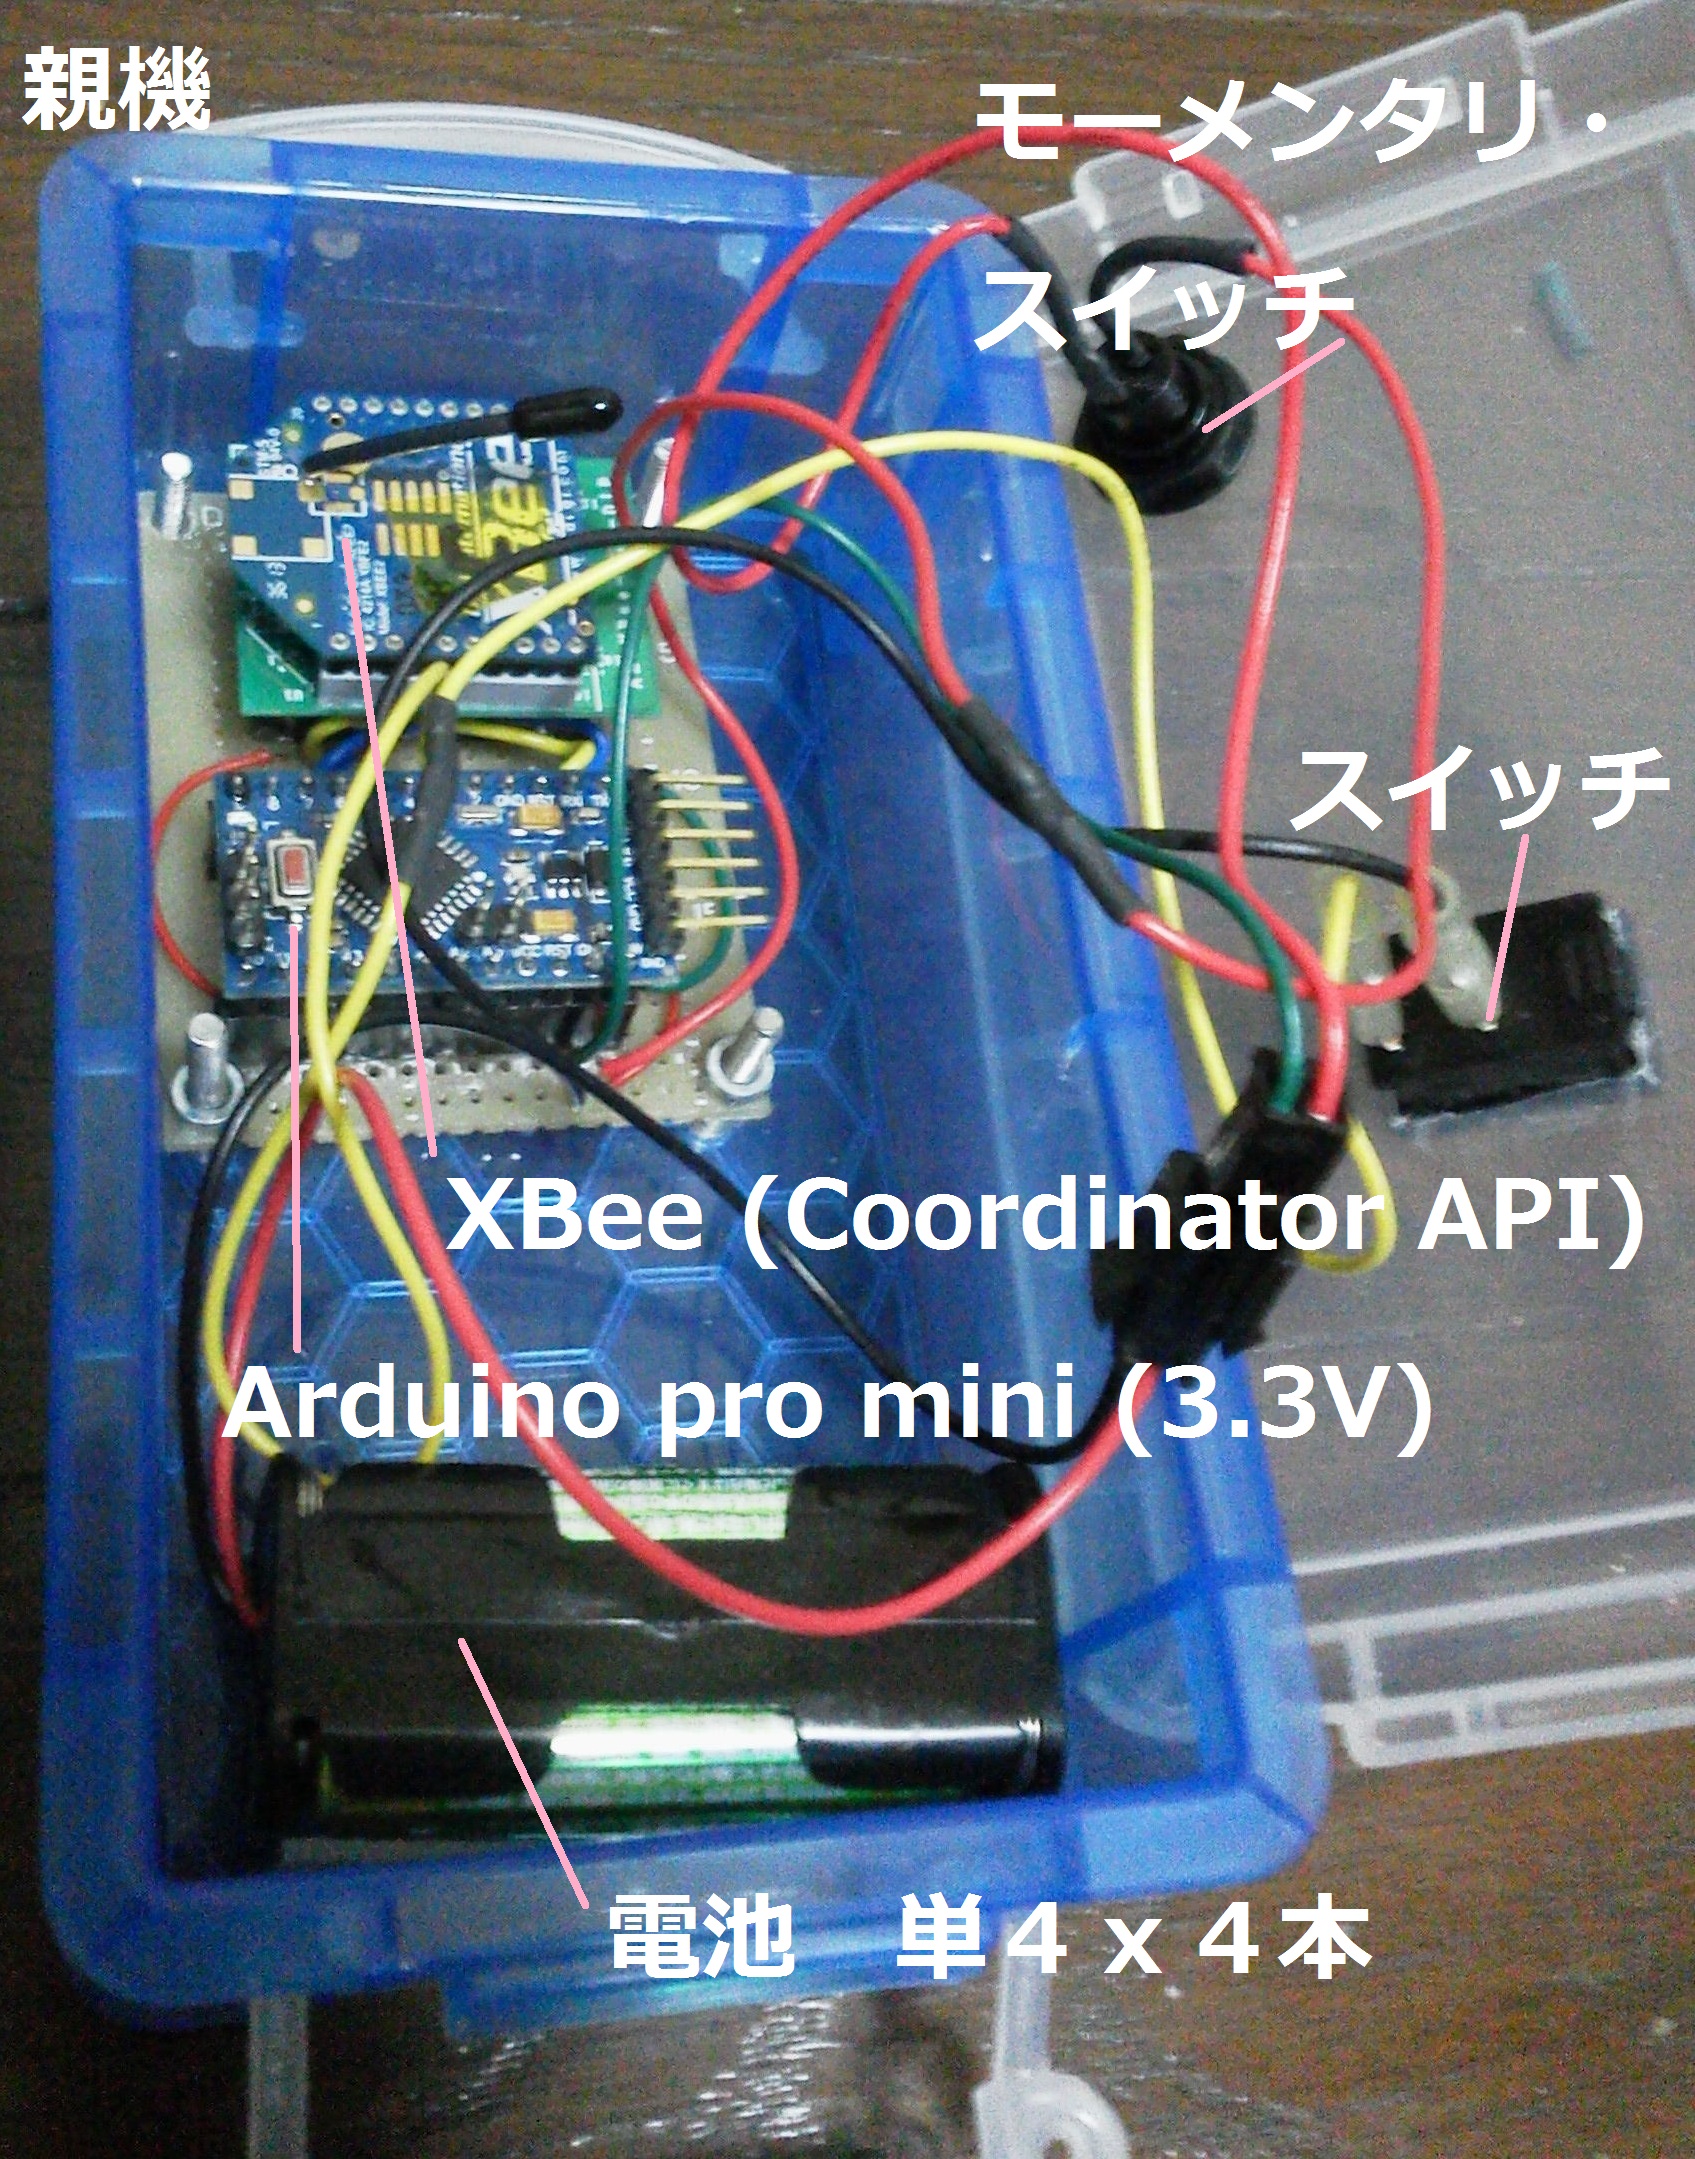 親機
モーメンタリ・
スイッチ
スイッチ
XBee (Coordinator API)
Arduino pro mini (3.3V)
電池　単４ｘ４本